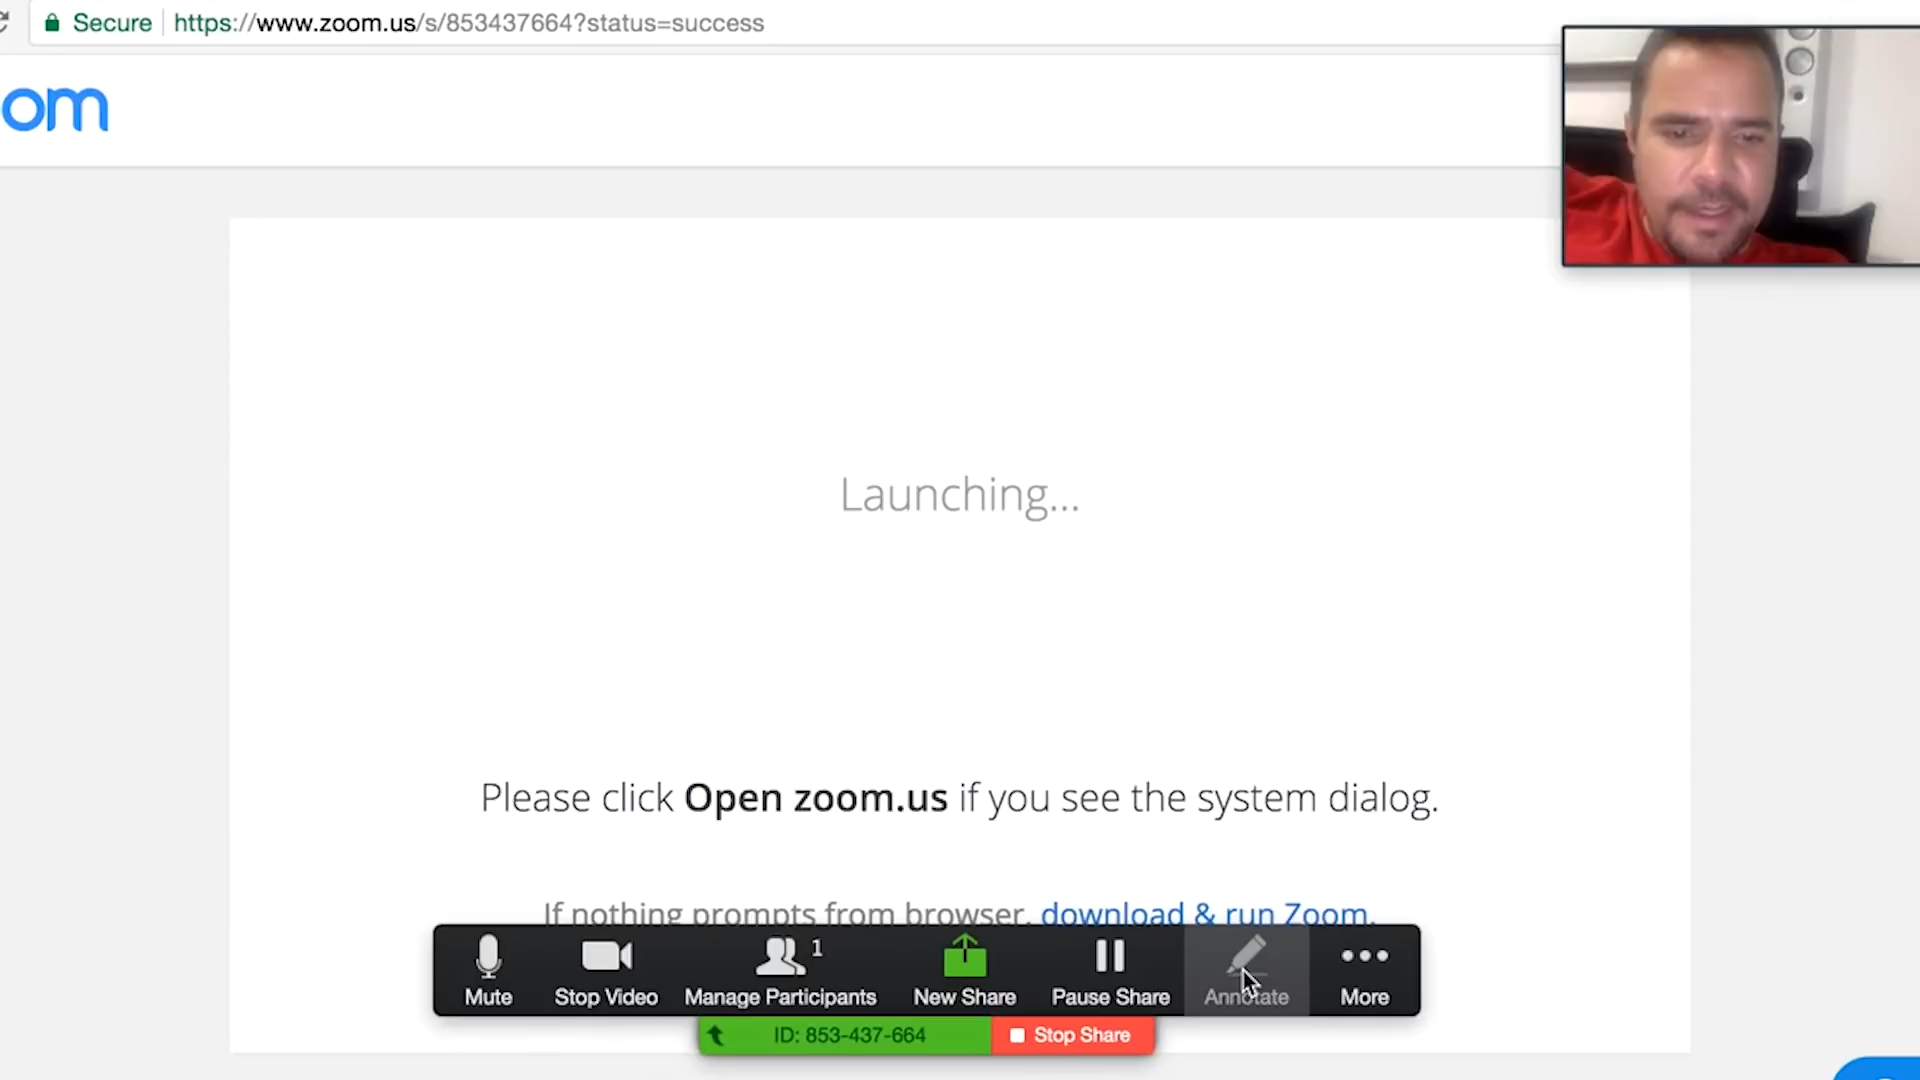 Secure https://www.zoom.us/s/853437664?status=success
om
Launching...
Please click Open zoom.us if you see the system dialog.
If nothing prompts from browser, download & run Zoom.
1
Mute Stop Video Manage Participants New Share Pause Share Annotate More
ID: 853-437-664 Stop Share